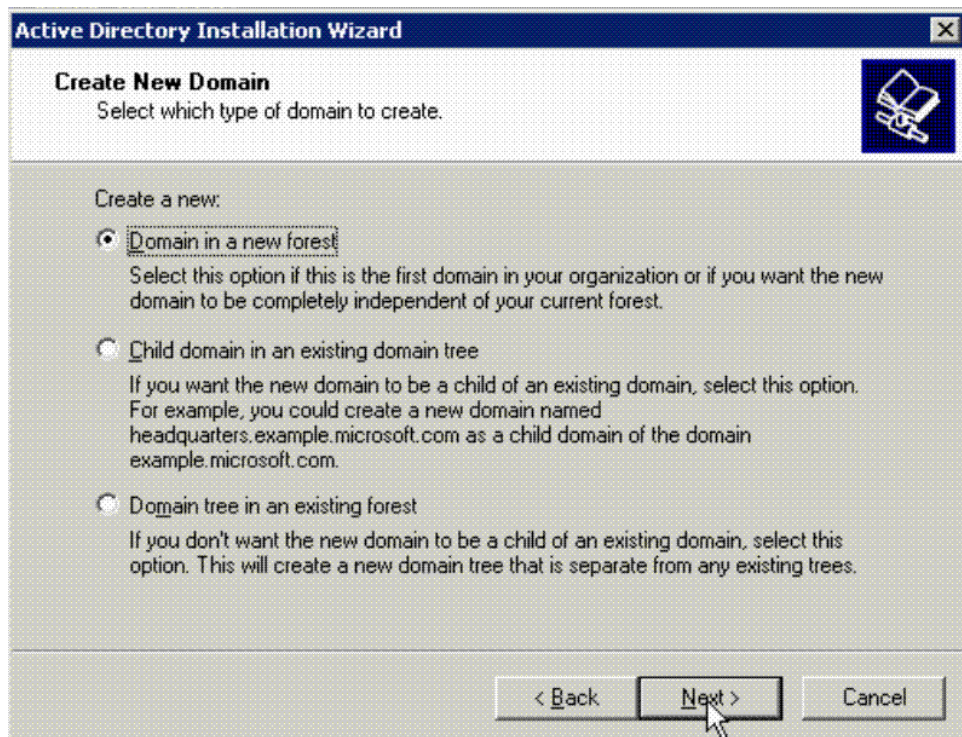 Active Directory Installation Wizard
Create New Domain
Select which type of domain to create.
Create a new:
Domain in a new forest
Select this option if this is the first domain in your organization or if you want the new
domain to be completely independent of your current forest.
Child domain in an existing domain tree
If you want the new domain to be a child of an existing domain, select this option.
For example, you could create a new domain named
headquarters.example.microsoft.com as a child domain of the domain
example.microsoft.com.
Domain tree in an existing forest
If you don't want the new domain to be a child of an existing domain, select this
option. This will create a new domain tree that is separate from any existing trees.
< Back Next > Cancel